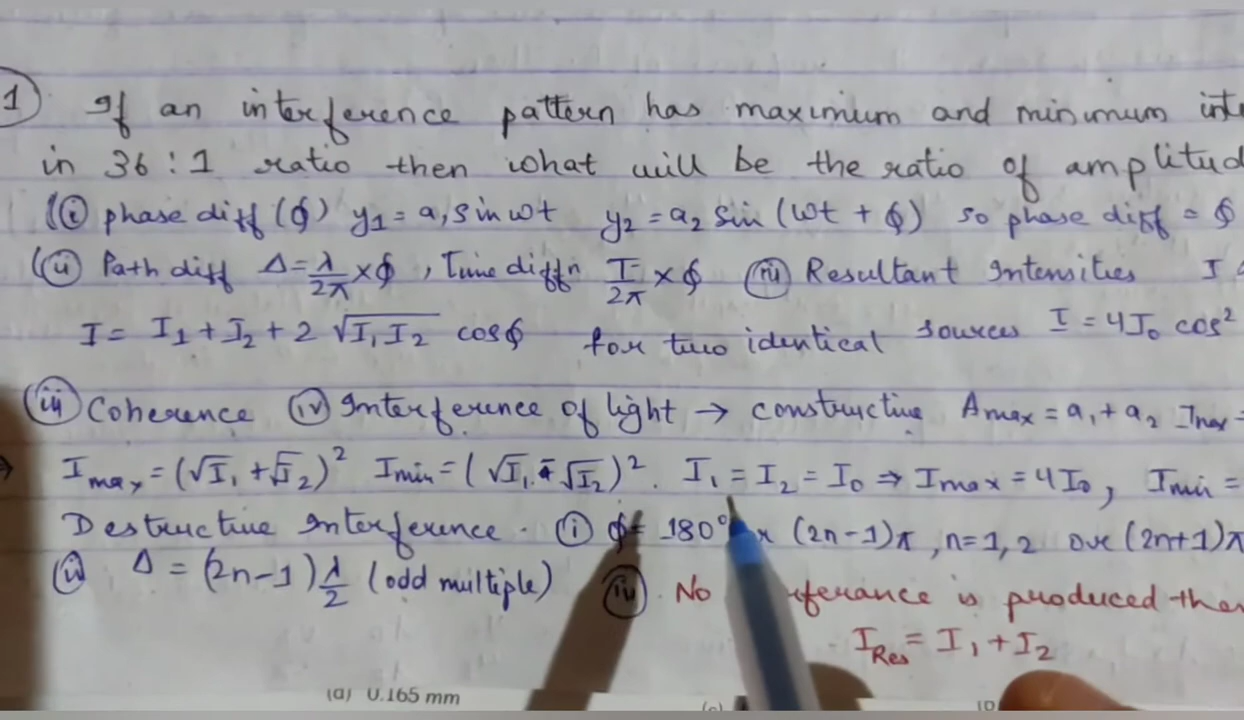 ① If an interference pattern has maximum and minimum int
in 36 : 1 ratio then what will be the ratio of amplitud
(ⓘ phase diff (ϕ) y₁ = a₁ sin ωt y₂ = a₂ sin (ωt + ϕ) so phase diff = ϕ
(ⅱ) Path diff Δ = λ/2π × ϕ , Time diffn T/2π × ϕ (ⅲ) Resultant Intensities I
I = I₁ + I₂ + 2 √I₁I₂ cosϕ for two identical sources I = 4I₀ cos²
(ⅲ) Coherence (ⅳ) Interference of light → constructive Amax = a₁ + a₂ Imax =
Imax = (√I₁ + √I₂)² Imin = (√I₁ - √I₂)². I₁ = I₂ = I₀ ⇒ Imax = 4I₀, Imin =
Destructive Interference. (ⅰ) ϕ = 180° (2n-1)π , n=1, 2 or (2n+1)π
(ⅱ) Δ = (2n-1) λ/2 (odd multiple) (ⅳ) No ferance is produced then
IRes = I₁ + I₂
(a) 0.165 mm